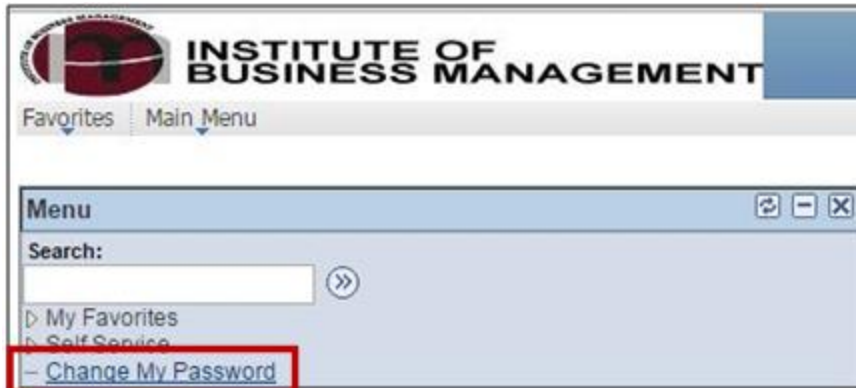 INSTITUTE OF
BUSINESS MANAGEMENT
Favorites Main Menu
Menu
Search:
My Favorites
Self Service
Change My Password